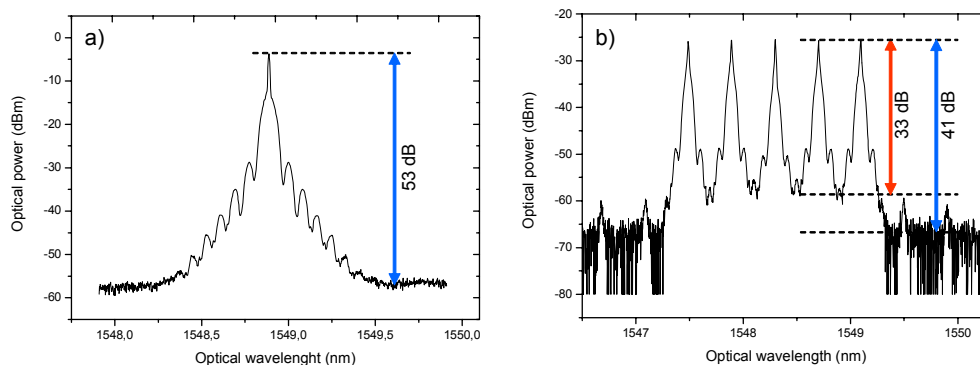 a)
Optical power (dBm)
0
-10
-20
-30
-40
-50
-60
53 dB
1548,0
1548,5
1549,0
1549,5
1550,0
Optical wavelenght (nm)
b)
Optical power (dBm)
-20
-30
-40
-50
-60
-70
-80
33 dB
41 dB
1547
1548
1549
1550
Optical wavelength (nm)